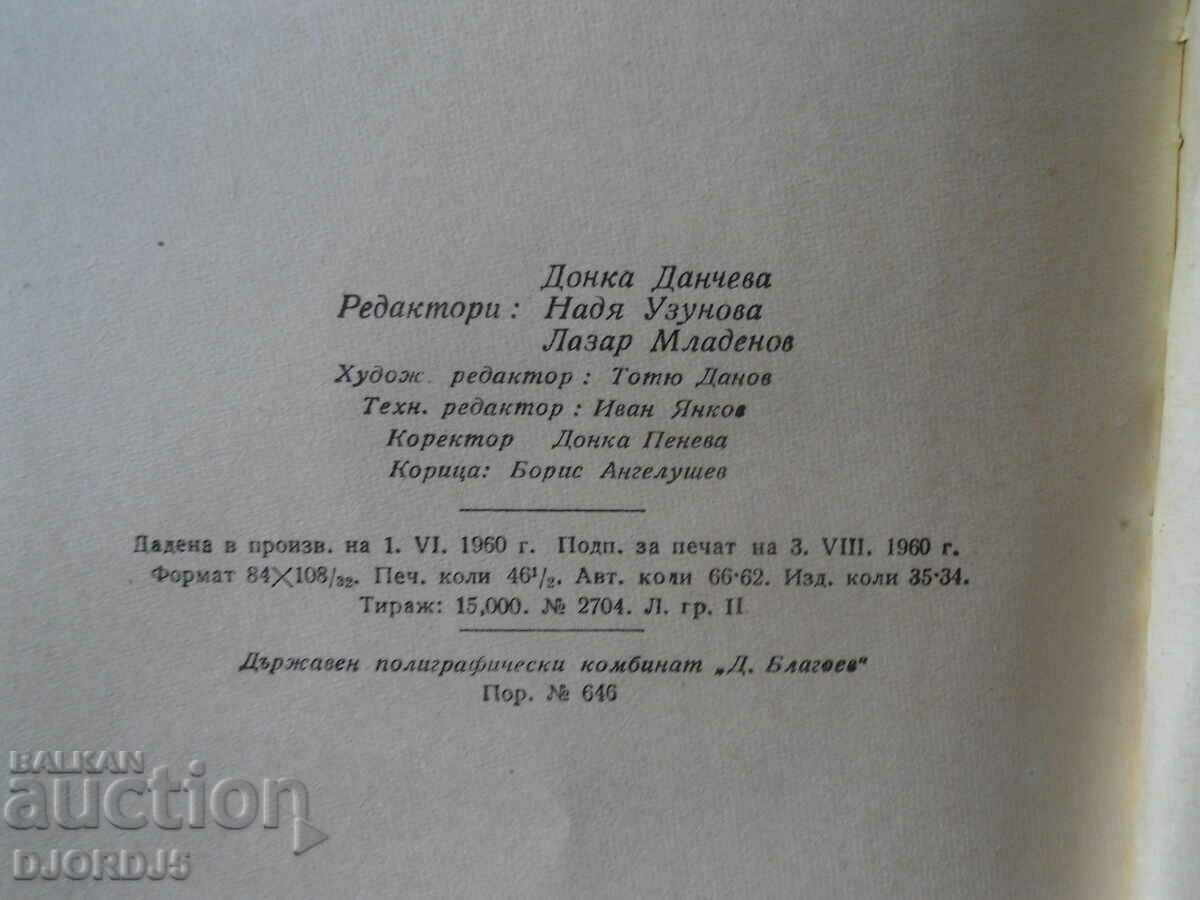 Донка Данчева
Редактори: Надя Узунова
Лазар Младенов
Худож. редактор: Тотю Данов
Техн. редактор: Иван Янков
Коректор Донка Пенева
Корица: Борис Ангелушев
Дадена в произв. на 1. VI. 1960 г. Подп. за печат на 3. VIII. 1960 г.
Формат 84×108/32. Печ. коли 46¹/₂. Авт. коли 66·62. Изд. коли 35·34.
Тираж: 15,000. № 2704. Л. гр. II
Държавен полиграфически комбинат „Д. Благоев"
Пор. № 646
BALKAN
auction
DJORDJ5